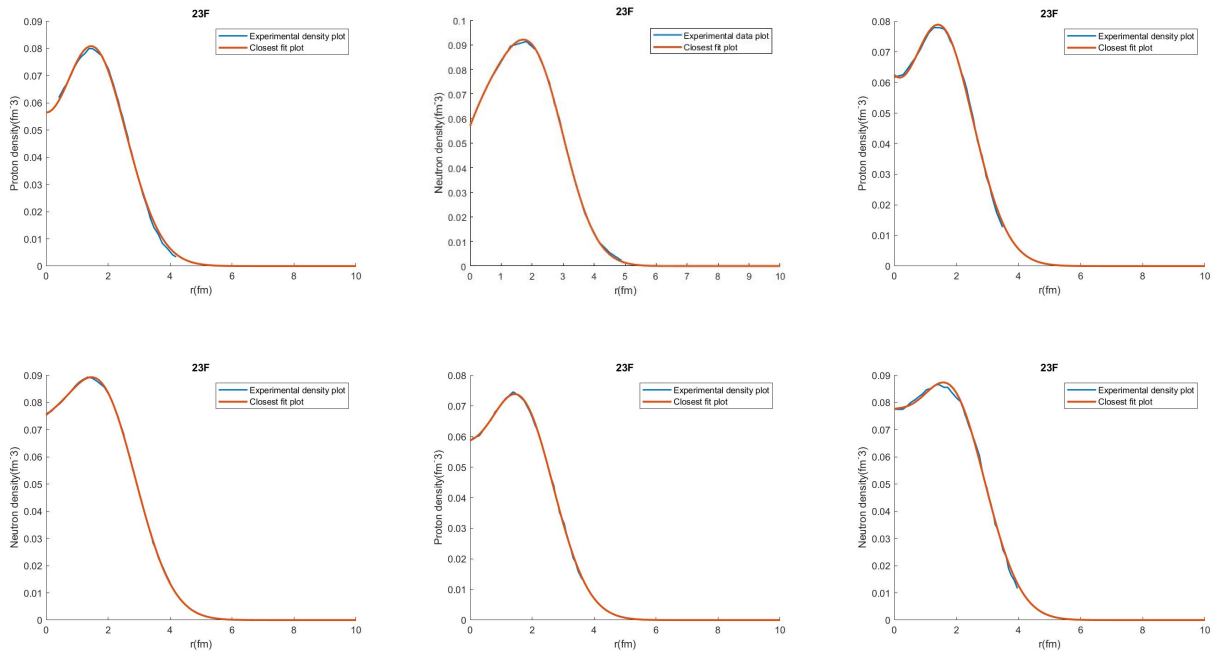 23F
Experimental density plot
Closest fit plot
Proton density(fm^-3)
0.09
0.08
0.07
0.06
0.05
0.04
0.03
0.02
0.01
0
0 2 4 6 8 10
r(fm)
23F
Experimental data plot
Closest fit plot
Neutron density(fm^-3)
0.1
0.09
0.08
0.07
0.06
0.05
0.04
0.03
0.02
0.01
0
0 1 2 3 4 5 6 7 8 9 10
r(fm)
23F
Experimental density plot
Closest fit plot
Proton density(fm^-3)
0.08
0.07
0.06
0.05
0.04
0.03
0.02
0.01
0
0 2 4 6 8 10
r(fm)
23F
Experimental density plot
Closest fit plot
Neutron density(fm^-3)
0.09
0.08
0.07
0.06
0.05
0.04
0.03
0.02
0.01
0
0 2 4 6 8 10
r(fm)
23F
Experimental density plot
Closest fit plot
Proton density(fm^-3)
0.08
0.07
0.06
0.05
0.04
0.03
0.02
0.01
0
0 2 4 6 8 10
r(fm)
23F
Experimental density plot
Closest fit plot
Neutron density(fm^-3)
0.09
0.08
0.07
0.06
0.05
0.04
0.03
0.02
0.01
0
0 2 4 6 8 10
r(fm)